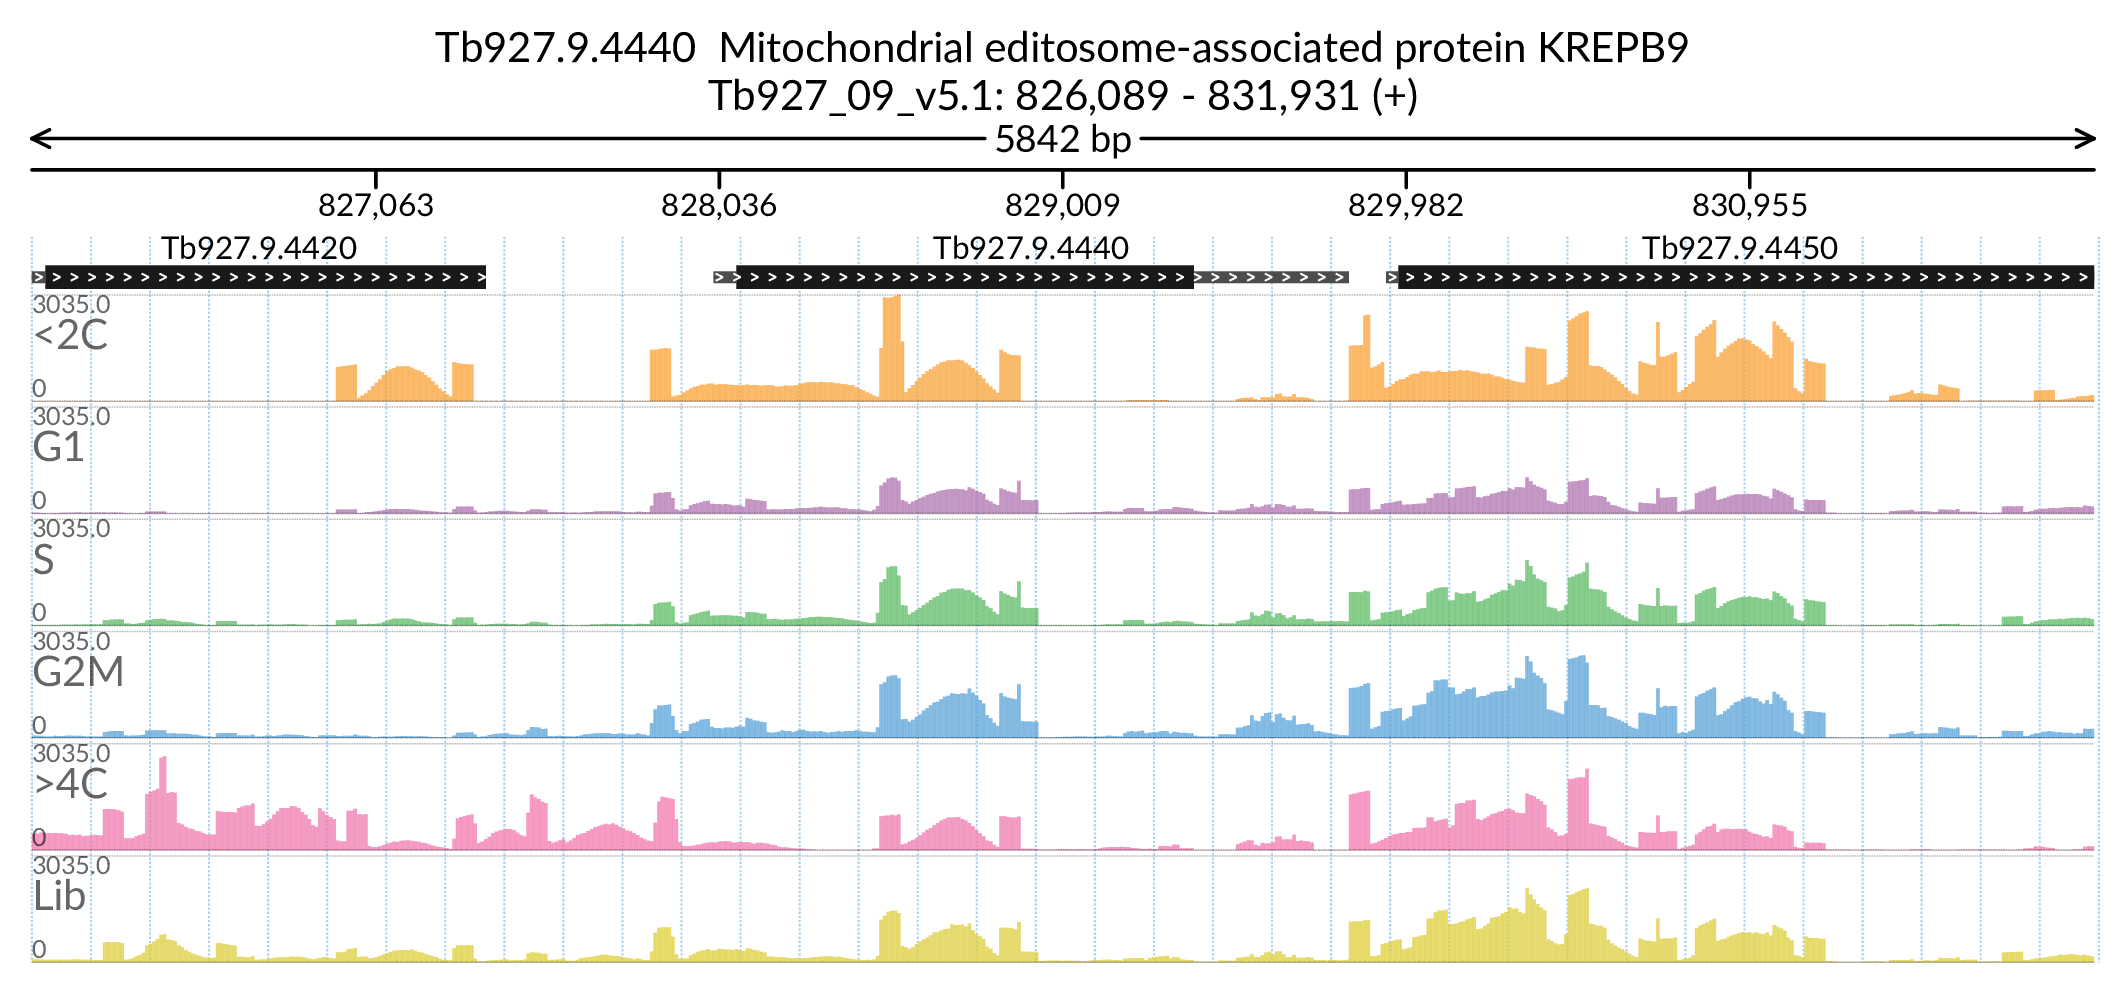 Tb927.9.4440  Mitochondrial editosome-associated protein KREPB9
Tb927_09_v5.1: 826,089 - 831,931 (+)
5842 bp
827,063 828,036 829,009 829,982 830,955
Tb927.9.4420 Tb927.9.4440 Tb927.9.4450
3035.0
<2C
0
3035.0
G1
0
3035.0
S
0
3035.0
G2M
0
3035.0
>4C
0
3035.0
Lib
0